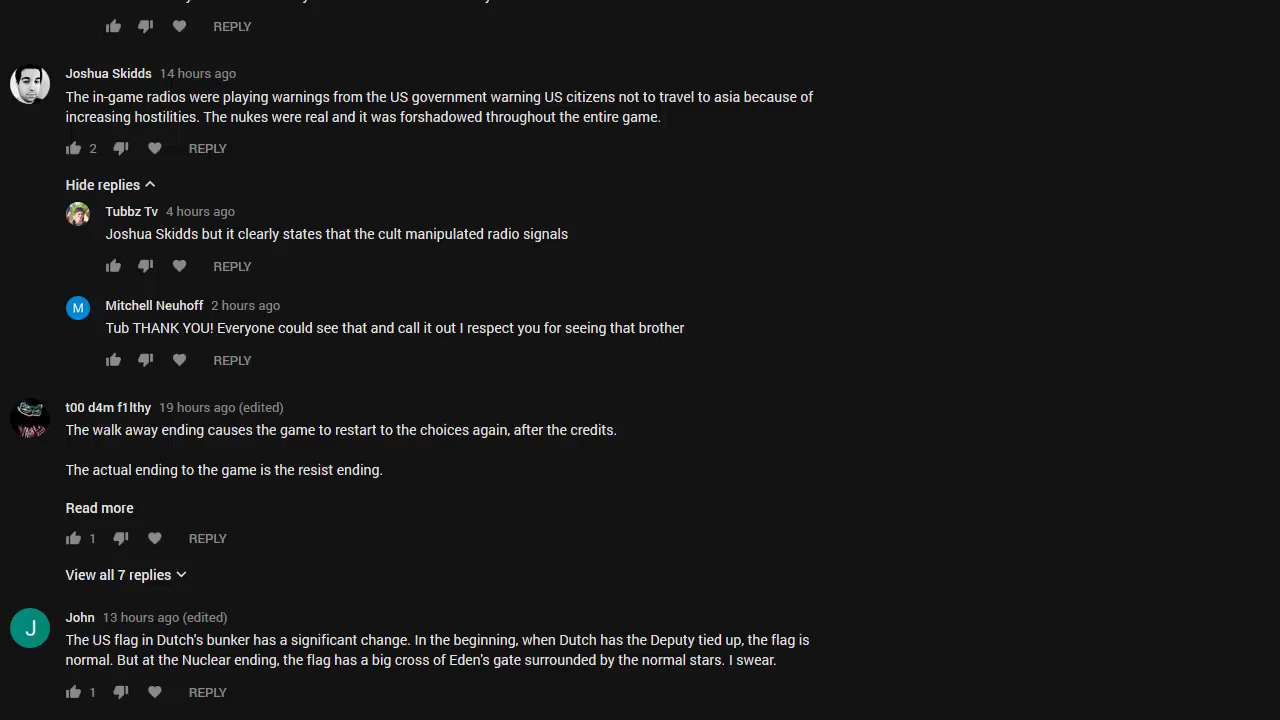 REPLY
Joshua Skidds 14 hours ago
The in-game radios were playing warnings from the US government warning US citizens not to travel to asia because of
increasing hostilities. The nukes were real and it was forshadowed throughout the entire game.
2 REPLY
Hide replies
Tubbz Tv 4 hours ago
Joshua Skidds but it clearly states that the cult manipulated radio signals
REPLY
M
Mitchell Neuhoff 2 hours ago
Tub THANK YOU! Everyone could see that and call it out I respect you for seeing that brother
REPLY
t00 d4m f1lthy 19 hours ago (edited)
The walk away ending causes the game to restart to the choices again, after the credits.
The actual ending to the game is the resist ending.
Read more
1 REPLY
View all 7 replies
J
John 13 hours ago (edited)
The US flag in Dutch's bunker has a significant change. In the beginning, when Dutch has the Deputy tied up, the flag is
normal. But at the Nuclear ending, the flag has a big cross of Eden's gate surrounded by the normal stars. I swear.
1 REPLY